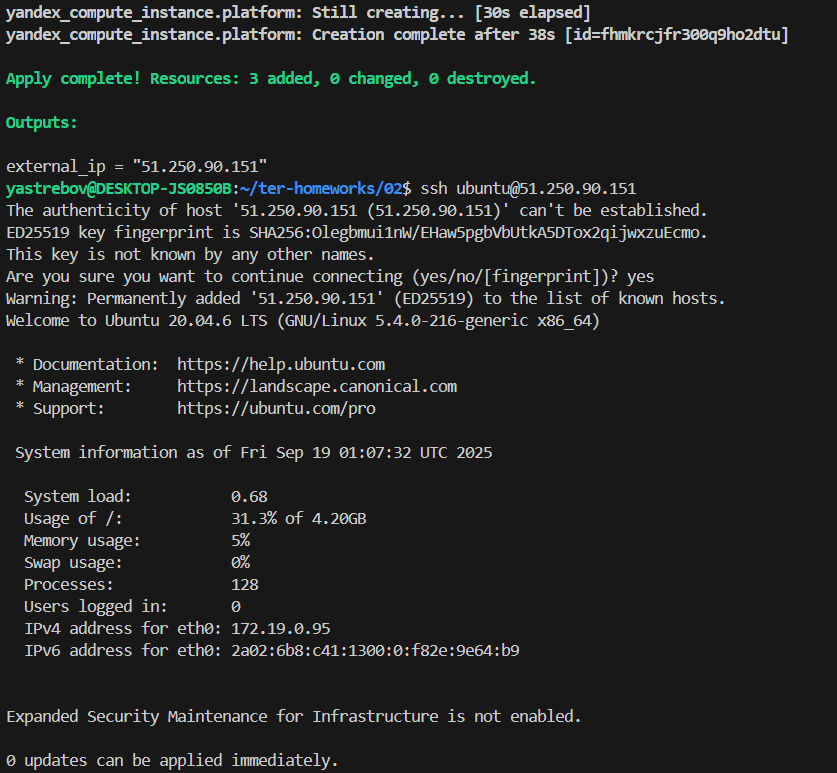 yandex_compute_instance.platform: Still creating... [30s elapsed]
yandex_compute_instance.platform: Creation complete after 38s [id=fhmkrcjfr300q9ho2dtu]
Apply complete! Resources: 3 added, 0 changed, 0 destroyed.
Outputs:
external_ip = "51.250.90.151"
yastrebov@DESKTOP-JS0850B:~/ter-homeworks/02$ ssh ubuntu@51.250.90.151
The authenticity of host '51.250.90.151 (51.250.90.151)' can't be established.
ED25519 key fingerprint is SHA256:Olegbmui1nW/EHaw5pgbVbUtkA5DTox2qijwxzuEcmo.
This key is not known by any other names.
Are you sure you want to continue connecting (yes/no/[fingerprint])? yes
Warning: Permanently added '51.250.90.151' (ED25519) to the list of known hosts.
Welcome to Ubuntu 20.04.6 LTS (GNU/Linux 5.4.0-216-generic x86_64)
* Documentation:  https://help.ubuntu.com
* Management:     https://landscape.canonical.com
* Support:        https://ubuntu.com/pro
System information as of Fri Sep 19 01:07:32 UTC 2025
System load:           0.68
Usage of /:            31.3% of 4.20GB
Memory usage:          5%
Swap usage:            0%
Processes:             128
Users logged in:       0
IPv4 address for eth0: 172.19.0.95
IPv6 address for eth0: 2a02:6b8:c41:1300:0:f82e:9e64:b9
Expanded Security Maintenance for Infrastructure is not enabled.
0 updates can be applied immediately.